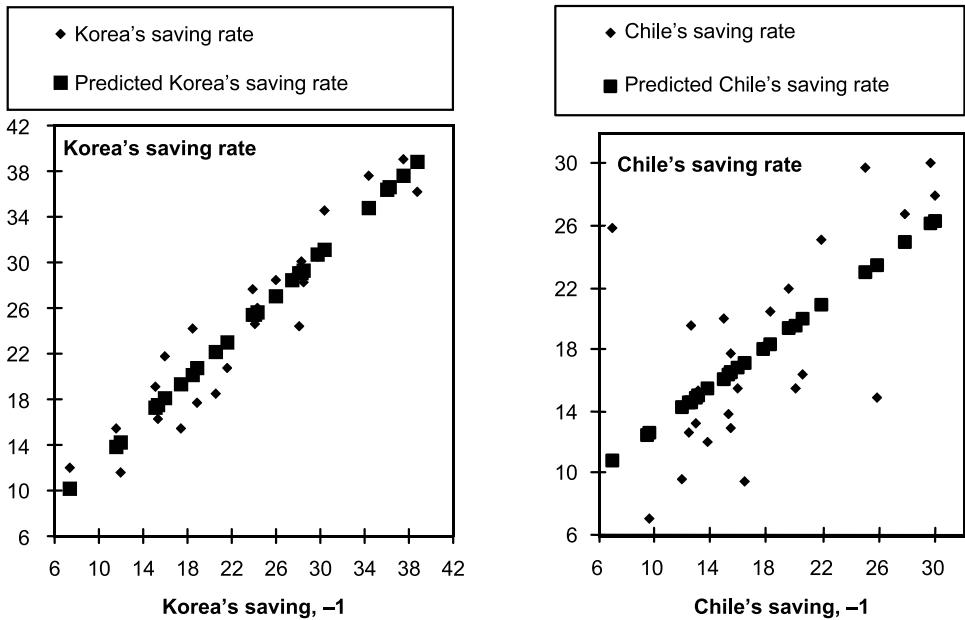 Korea's saving rate
Predicted Korea's saving rate
Korea's saving rate
42
38
34
30
26
22
18
14
10
6
6 10 14 18 22 26 30 34 38 42
Korea's saving, –1
Chile's saving rate
Predicted Chile's saving rate
Chile's saving rate
30
26
22
18
14
10
6
6 10 14 18 22 26 30
Chile's saving, –1